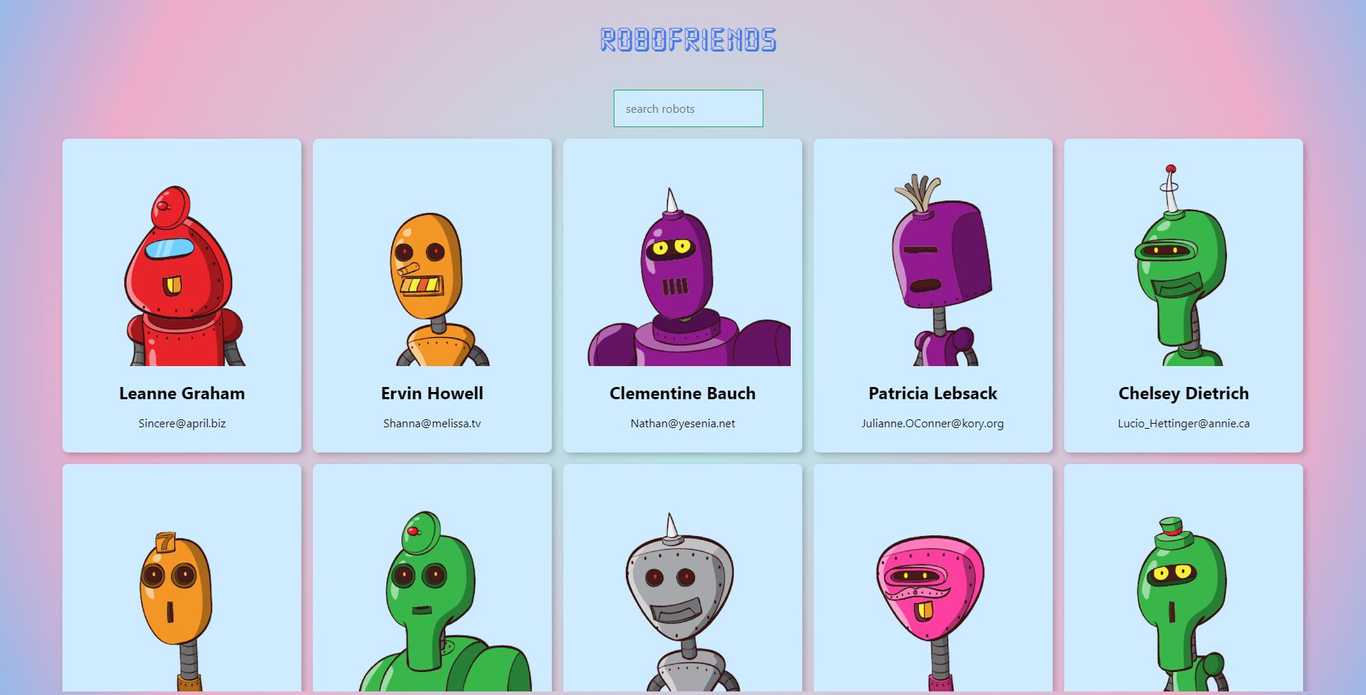 ROBOFRIENDS
search robots
Leanne Graham
Sincere@april.biz
Ervin Howell
Shanna@melissa.tv
Clementine Bauch
Nathan@yesenia.net
Patricia Lebsack
Julianne.OConner@kory.org
Chelsey Dietrich
Lucio_Hettinger@annie.ca
7